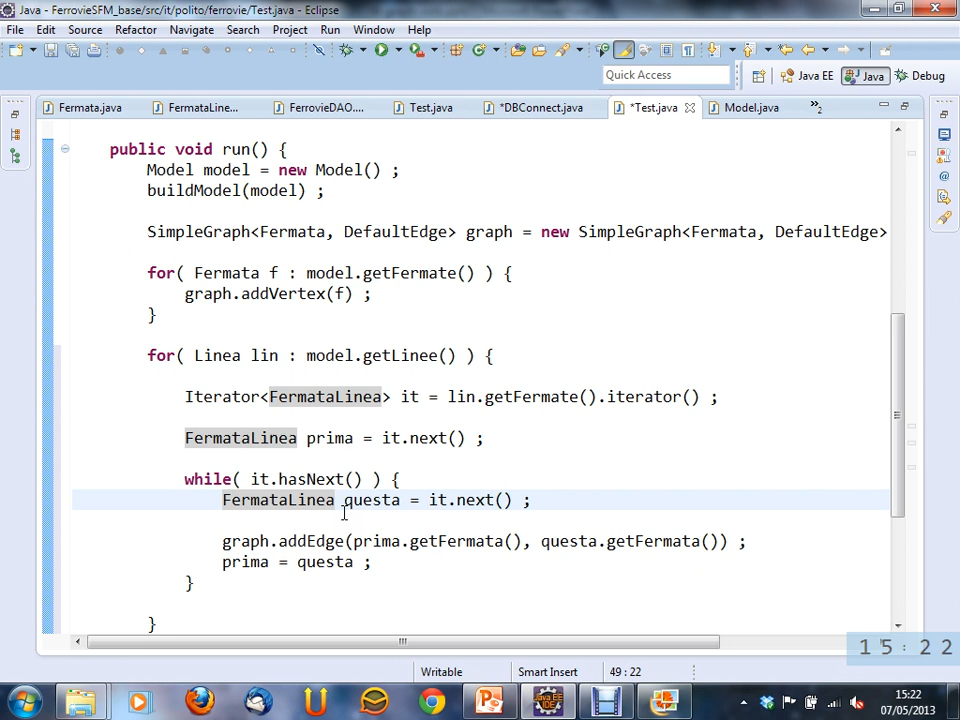 Java - FerrovieSFM_base/src/it/polito/ferrovie/Test.java - Eclipse
File Edit Source Refactor Navigate Search Project Run Window Help
Quick Access
Java EE Java Debug
Fermata.java FermataLine... FerrovieDAO.... Test.java *DBConnect.java *Test.java Model.java »2
public void run() {
Model model = new Model() ;
buildModel(model) ;
SimpleGraph<Fermata, DefaultEdge> graph = new SimpleGraph<Fermata, DefaultEdge>
for( Fermata f : model.getFermate() ) {
graph.addVertex(f) ;
}
for( Linea lin : model.getLinee() ) {
Iterator<FermataLinea> it = lin.getFermate().iterator() ;
FermataLinea prima = it.next() ;
while( it.hasNext() ) {
FermataLinea questa = it.next() ;
graph.addEdge(prima.getFermata(), questa.getFermata()) ;
prima = questa ;
}
}
15:22
Writable Smart Insert 49 : 22
15:22
07/05/2013